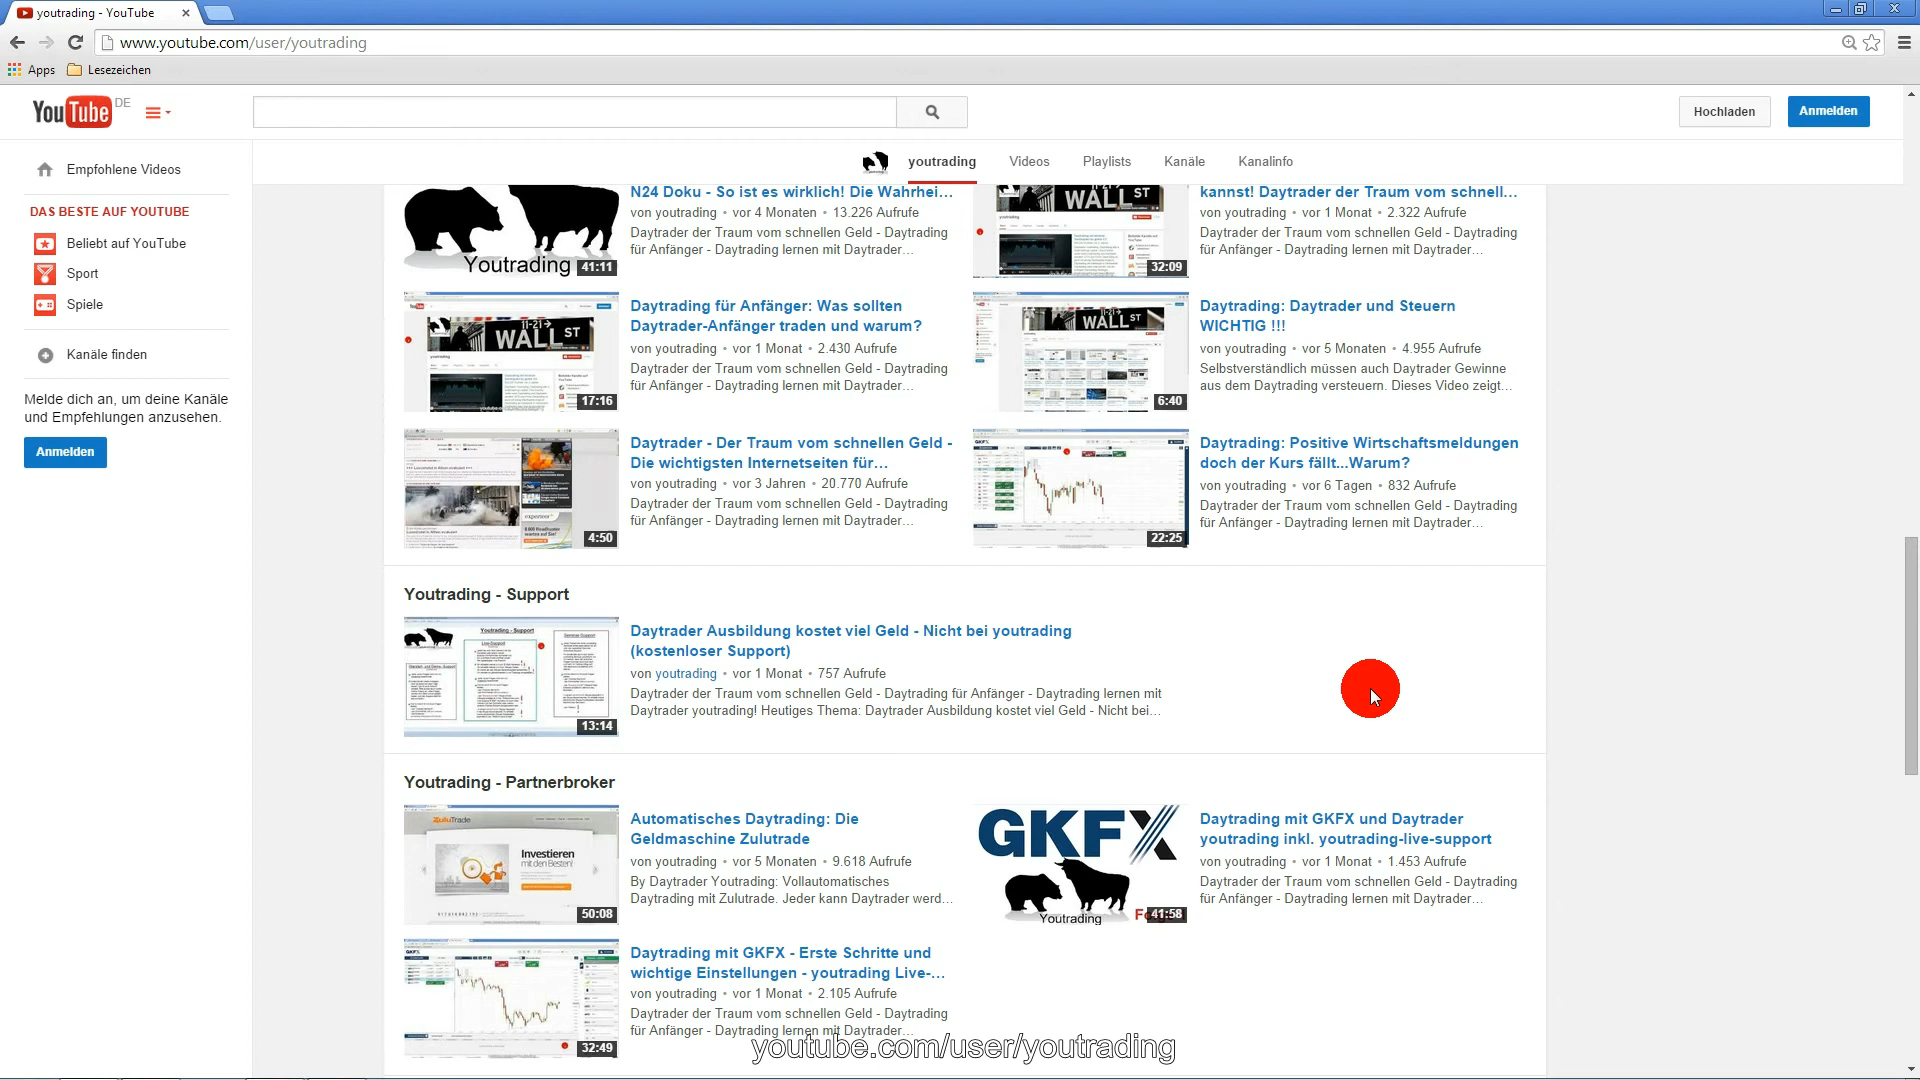 youtrading - YouTube
www.youtube.com/user/youtrading
Apps
Lesezeichen
YouTube DE
Hochladen
Anmelden
youtrading
Videos
Playlists
Kanäle
Kanalinfo
Empfohlene Videos
DAS BESTE AUF YOUTUBE
Beliebt auf YouTube
Sport
Spiele
Kanäle finden
Melde dich an, um deine Kanäle
und Empfehlungen anzusehen.
Anmelden
Youtrading
41:11
N24 Doku - So ist es wirklich! Die Wahrhei...
von youtrading • vor 4 Monaten • 13.226 Aufrufe
Daytrader der Traum vom schnellen Geld - Daytrading
für Anfänger - Daytrading lernen mit Daytrader...
WALL ST
32:09
kannst! Daytrader der Traum vom schnell...
von youtrading • vor 1 Monat • 2.322 Aufrufe
Daytrader der Traum vom schnellen Geld - Daytrading
für Anfänger - Daytrading lernen mit Daytrader...
WALL ST
17:16
Daytrading für Anfänger: Was sollten
Daytrader-Anfänger traden und warum?
von youtrading • vor 1 Monat • 2.430 Aufrufe
Daytrader der Traum vom schnellen Geld - Daytrading
für Anfänger - Daytrading lernen mit Daytrader...
WALL ST
6:40
Daytrading: Daytrader und Steuern
WICHTIG !!!
von youtrading • vor 5 Monaten • 4.955 Aufrufe
Selbstverständlich müssen auch Daytrader Gewinne
aus dem Daytrading versteuern. Dieses Video zeigt...
4:50
Daytrader - Der Traum vom schnellen Geld -
Die wichtigsten Internetseiten für...
von youtrading • vor 3 Jahren • 20.770 Aufrufe
Daytrader der Traum vom schnellen Geld - Daytrading
für Anfänger - Daytrading lernen mit Daytrader...
GKFX
22:25
Daytrading: Positive Wirtschaftsmeldungen
doch der Kurs fällt...Warum?
von youtrading • vor 6 Tagen • 832 Aufrufe
Daytrader der Traum vom schnellen Geld - Daytrading
für Anfänger - Daytrading lernen mit Daytrader...
Youtrading - Support
Youtrading - Support
13:14
Daytrader Ausbildung kostet viel Geld - Nicht bei youtrading
(kostenloser Support)
von youtrading • vor 1 Monat • 757 Aufrufe
Daytrader der Traum vom schnellen Geld - Daytrading für Anfänger - Daytrading lernen mit
Daytrader youtrading! Heutiges Thema: Daytrader Ausbildung kostet viel Geld - Nicht bei...
Youtrading - Partnerbroker
ZuluTrade
Investieren
mit den Besten!
50:08
Automatisches Daytrading: Die
Geldmaschine Zulutrade
von youtrading • vor 5 Monaten • 9.618 Aufrufe
By Daytrader Youtrading: Vollautomatisches
Daytrading mit Zulutrade. Jeder kann Daytrader werd...
GKFX
Youtrading
41:58
Daytrading mit GKFX und Daytrader
youtrading inkl. youtrading-live-support
von youtrading • vor 1 Monat • 1.453 Aufrufe
Daytrader der Traum vom schnellen Geld - Daytrading
für Anfänger - Daytrading lernen mit Daytrader...
GKFX
32:49
Daytrading mit GKFX - Erste Schritte und
wichtige Einstellungen - youtrading Live-...
von youtrading • vor 1 Monat • 2.105 Aufrufe
Daytrader der Traum vom schnellen Geld - Daytrading
für Anfänger - Daytrading lernen mit Daytrader...
youtube.com/user/youtrading